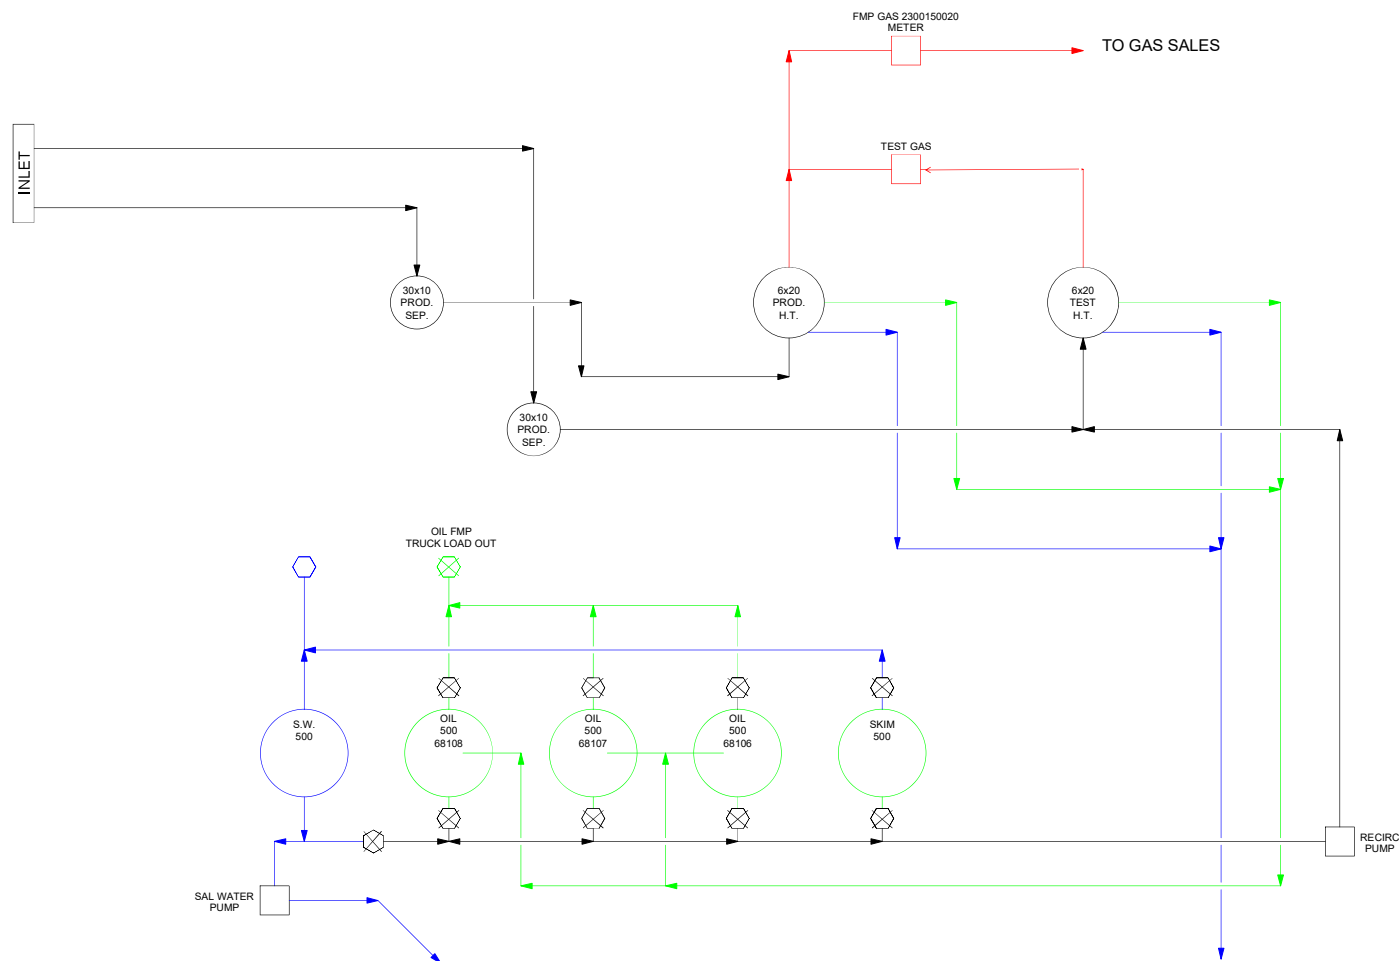 FMP GAS 2300150020
METER
TO GAS SALES
TEST GAS
INLET
30x10
PROD.
SEP.
6x20
PROD.
H.T.
6x20
TEST
H.T.
30x10
PROD.
SEP.
OIL FMP
TRUCK LOAD OUT
S.W.
500
OIL
500
68108
OIL
500
68107
OIL
500
68106
SKIM
500
RECIRC
PUMP
SAL WATER
PUMP